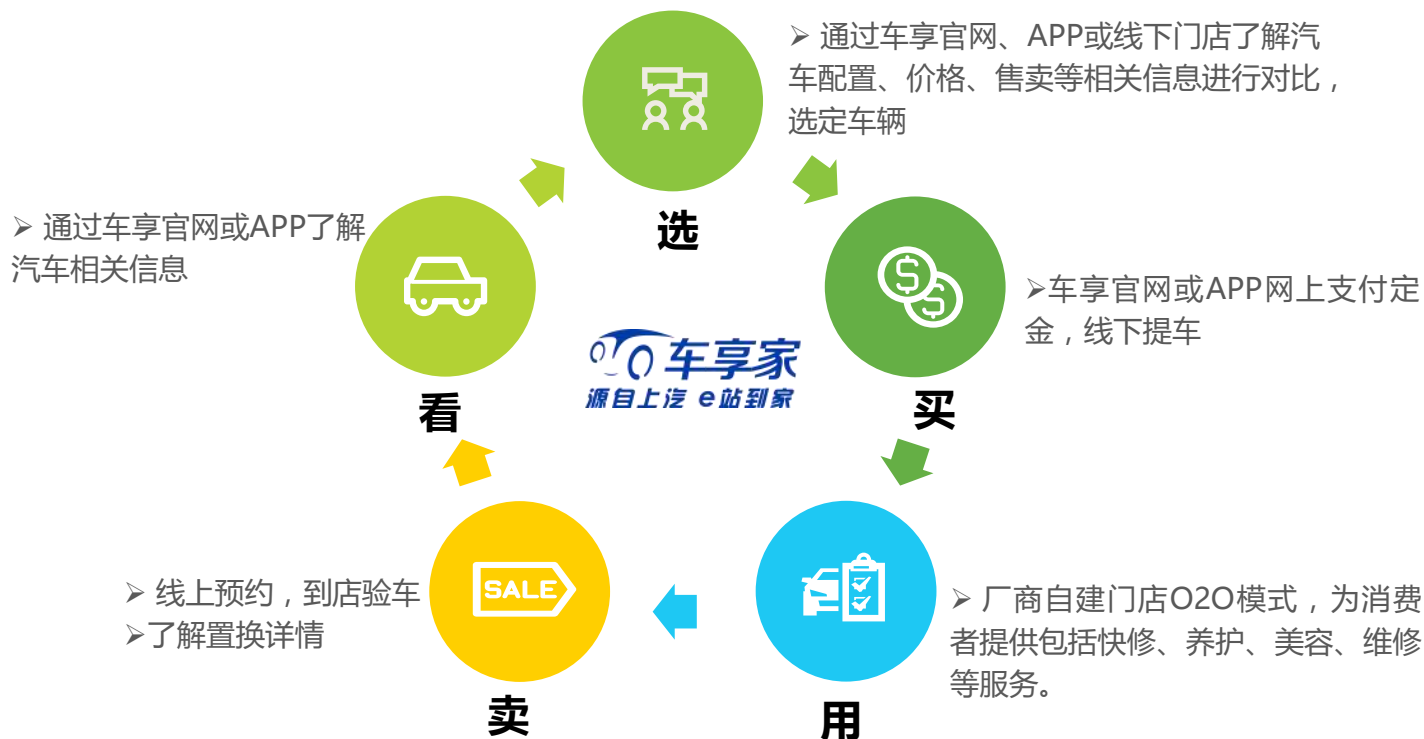 ➢ 通过车享官网、APP或线下门店了解汽
车配置、价格、售卖等相关信息进行对比，
选定车辆
选
➢ 通过车享官网或APP了解
汽车相关信息
看
$
$
➢车享官网或APP网上支付定
金，线下提车
买
车享家
源自上汽 e站到家
➢ 线上预约，到店验车
➢了解置换详情
SALE
卖
➢ 厂商自建门店O2O模式，为消费
者提供包括快修、养护、美容、维修
等服务。
用